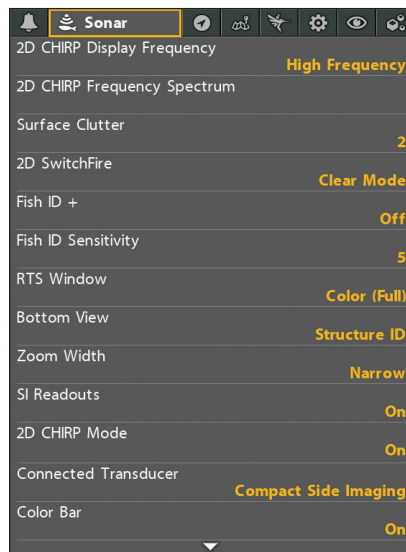 Sonar
2D CHIRP Display Frequency
High Frequency
2D CHIRP Frequency Spectrum
Surface Clutter
2
2D SwitchFire
Clear Mode
Fish ID +
Off
Fish ID Sensitivity
5
RTS Window
Color (Full)
Bottom View
Structure ID
Zoom Width
Narrow
SI Readouts
On
2D CHIRP Mode
On
Connected Transducer
Compact Side Imaging
Color Bar
On